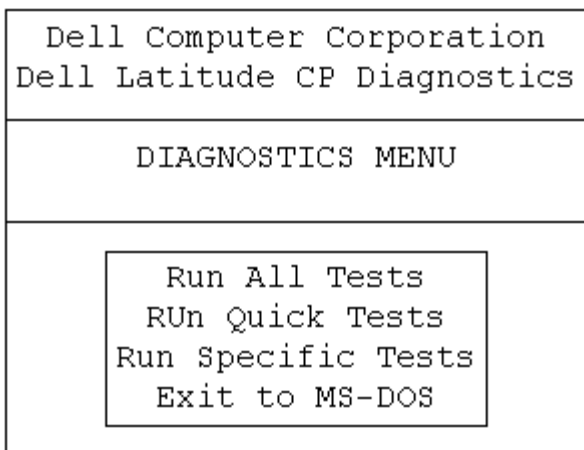 Dell Computer Corporation
Dell Latitude CP Diagnostics
DIAGNOSTICS MENU
Run All Tests
RUn Quick Tests
Run Specific Tests
Exit to MS-DOS